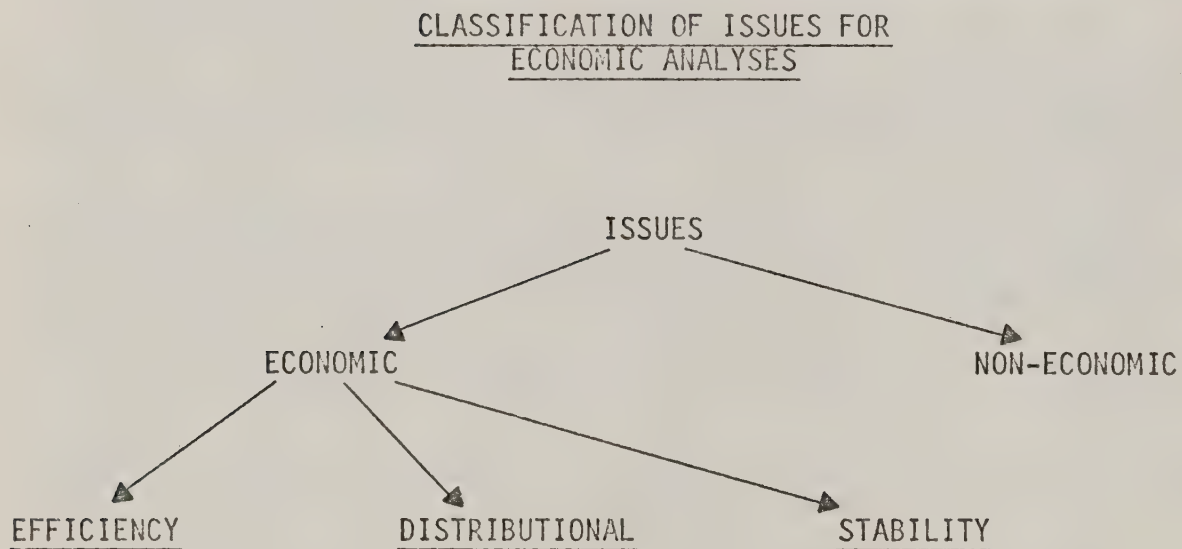 CLASSIFICATION OF ISSUES FOR
ECONOMIC ANALYSES
ISSUES
ECONOMIC
NON-ECONOMIC
EFFICIENCY
DISTRIBUTIONAL
STABILITY